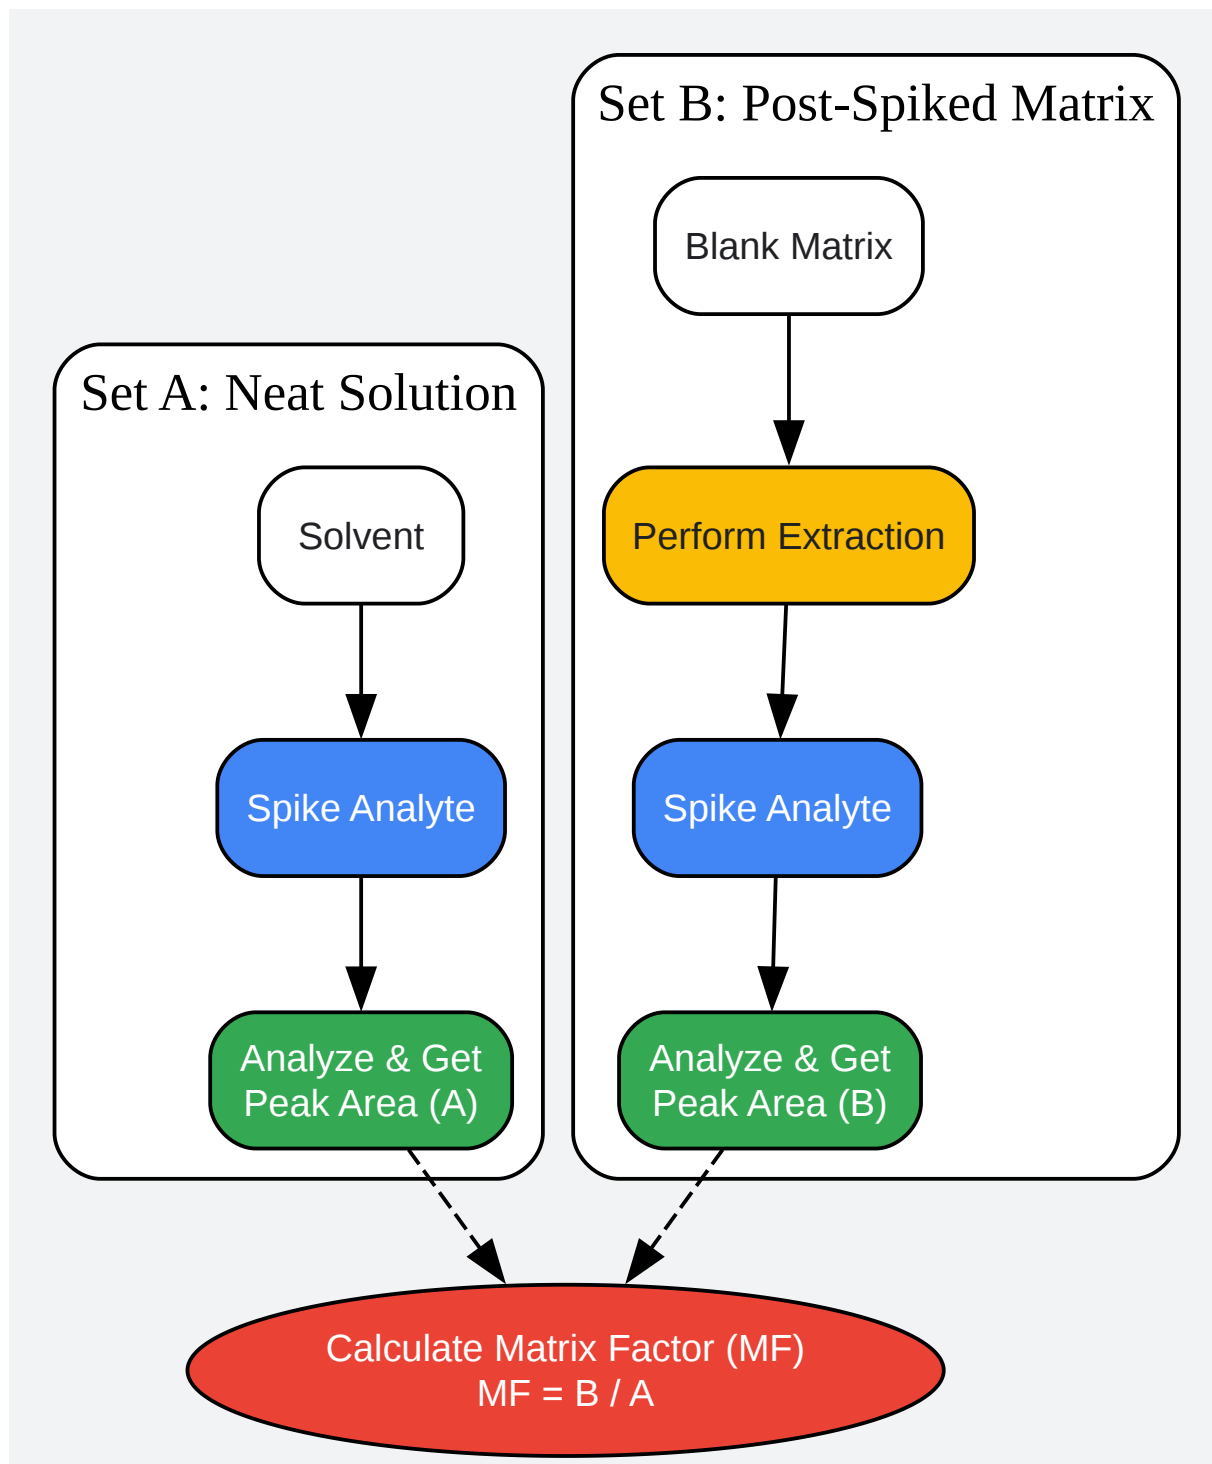 Set A: Neat Solution
Solvent
Spike Analyte
Analyze & Get
Peak Area (A)
Set B: Post-Spiked Matrix
Blank Matrix
Perform Extraction
Spike Analyte
Analyze & Get
Peak Area (B)
Calculate Matrix Factor (MF)
MF = B / A